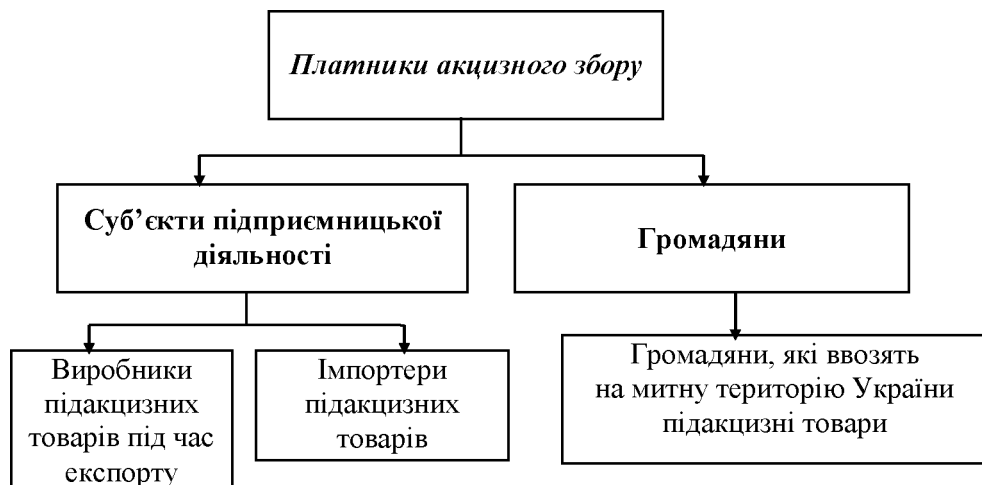 Платники акцизного збору
Суб’єкти підприємницької
діяльності
Громадяни
Виробники
підакцизних
товарів під час
експорту
Імпортери
підакцизних
товарів
Громадяни, які ввозять
на митну територію України
підакцизні товари